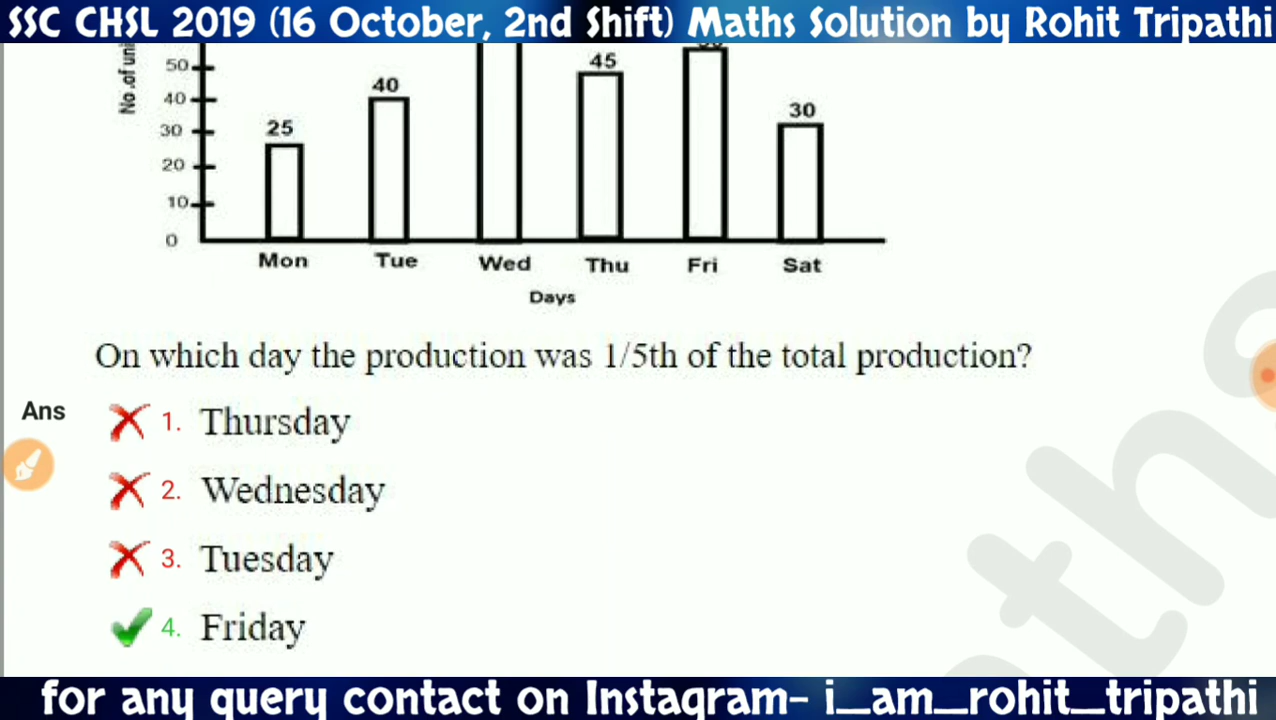 SSC CHSL 2019 (16 October, 2nd Shift) Maths Solution by Rohit Tripathi
No .of
50
45
40
40
30
30
25
20
10
0
Mon Tue Wed Thu Fri Sat
Days
On which day the production was 1/5th of the total production?
Ans
1. Thursday
2. Wednesday
3. Tuesday
4. Friday
for any query contact on Instagram- i_am_rohit_tripathi